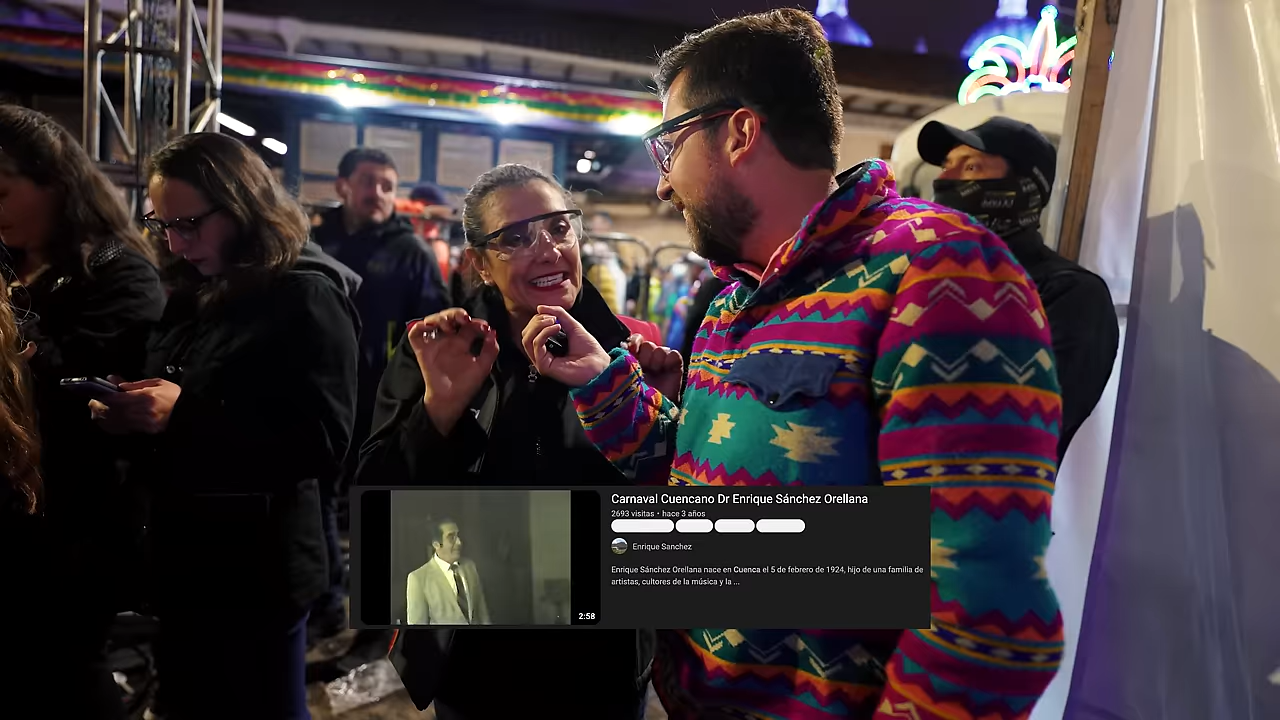 Carnaval Cuencano Dr Enrique Sánchez Orellana
2693 visitas • hace 3 años
Enrique Sanchez
Enrique Sánchez Orellana nace en Cuenca el 5 de febrero de 1924, hijo de una familia de
artistas, cultores de la música y la ...
2:58